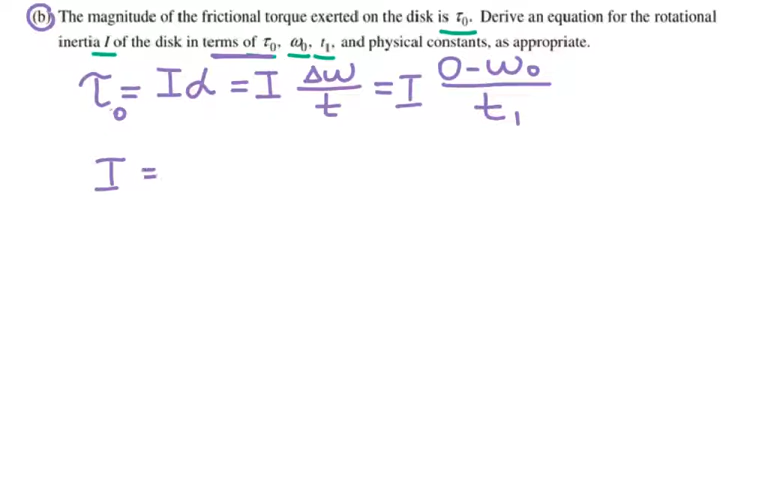 (b) The magnitude of the frictional torque exerted on the disk is τ₀. Derive an equation for the rotational
inertia I of the disk in terms of τ₀, ω₀, t₁, and physical constants, as appropriate.
τ₀ = Iα = I Δω/t = I (0-ω₀)/t₁
I =